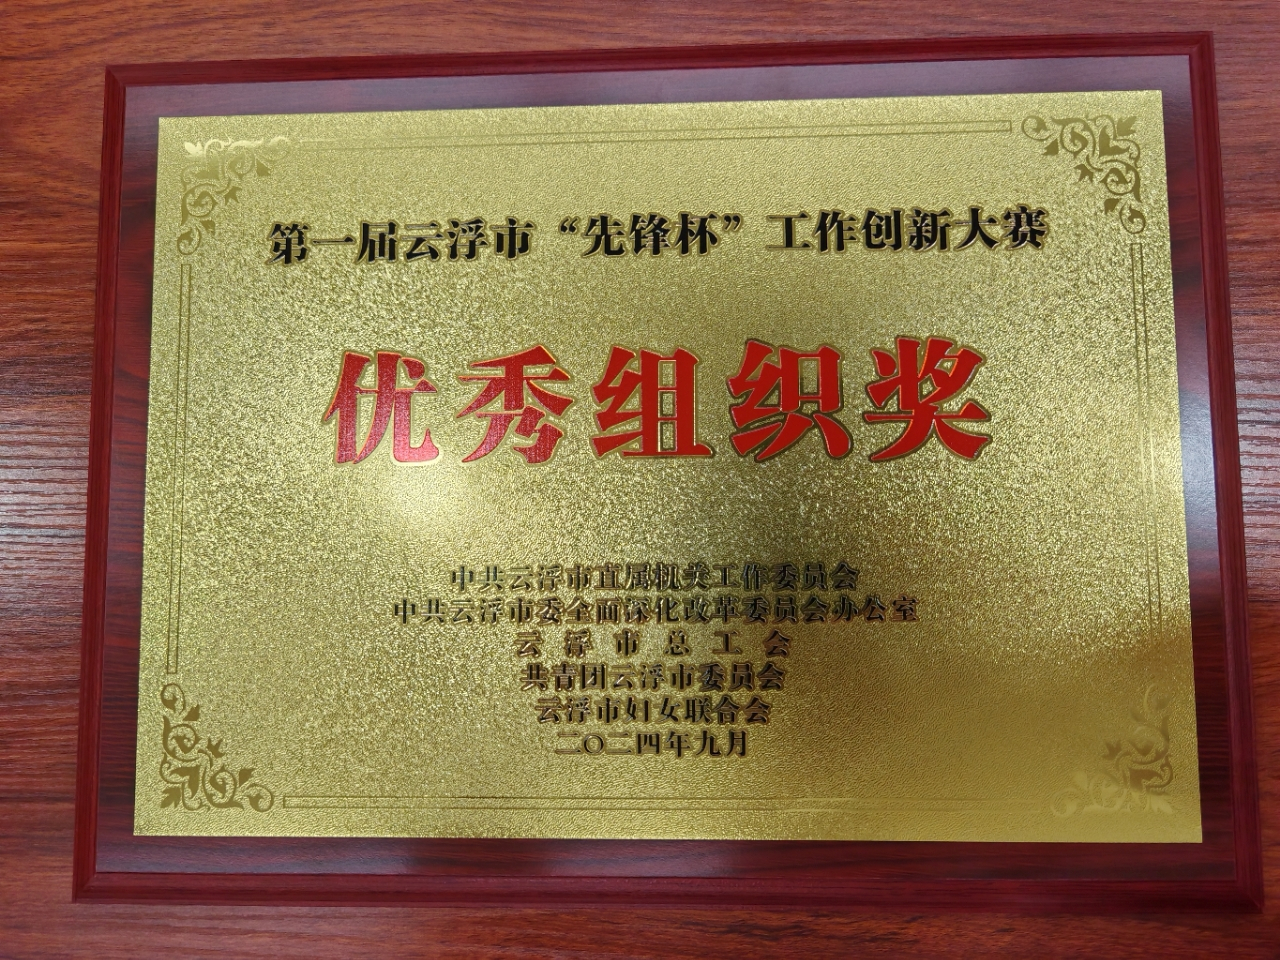 第一届云浮市“先锋杯”工作创新大赛
优秀组织奖
中共云浮市直属机关工作委员会
中共云浮市委全面深化改革委员会办公室
云浮市总工会
共青团云浮市委员会
云浮市妇女联合会
二〇二四年九月